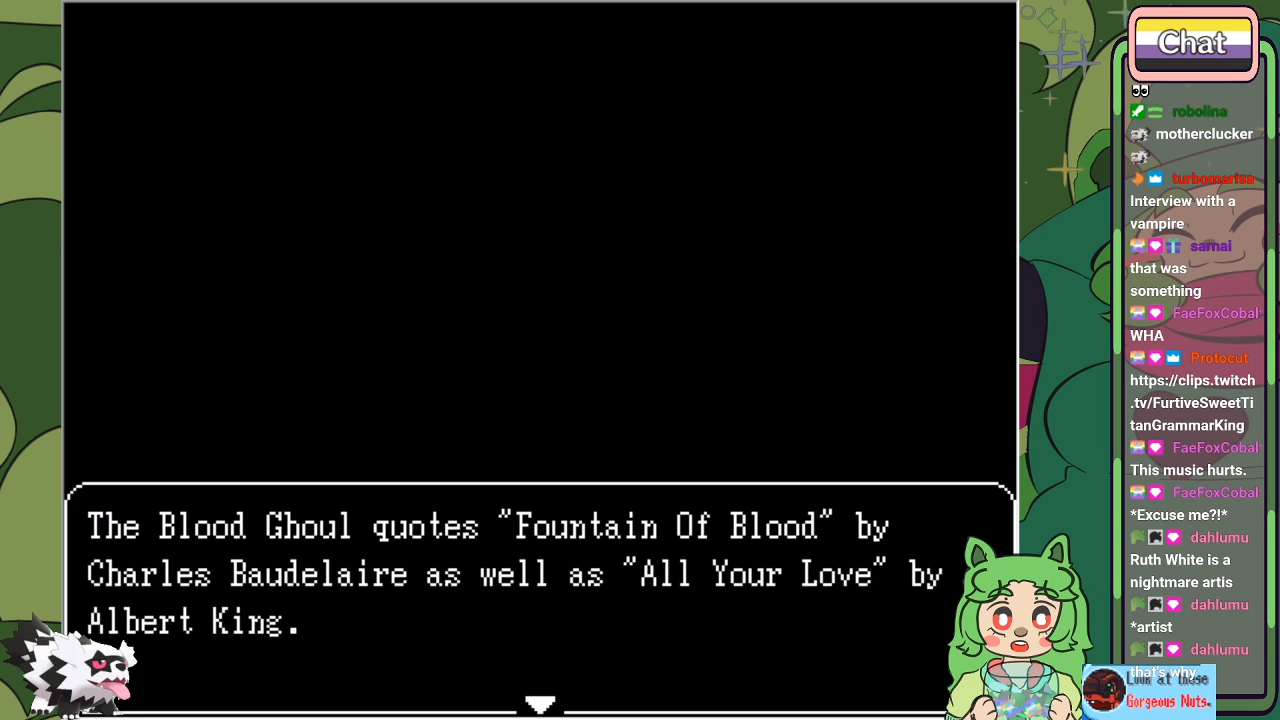 The Blood Ghoul quotes "Fountain Of Blood" by
Charles Baudelaire as well as "All Your Love" by
Albert King.
Chat
robolina
motherclucker
turbomarisa
Interview with a
vampire
samai
that was
something
FaeFoxCobal
WHA
Protocut
https://clips.twitch
.tv/FurtiveSweetTi
tanGrammarKing
FaeFoxCobal
This music hurts.
FaeFoxCobal
*Excuse me?!*
dahlumu
Ruth White is a
nightmare artis
dahlumu
*artist
dahlumu
that's why
Look at these
Gorgeous Nuts.